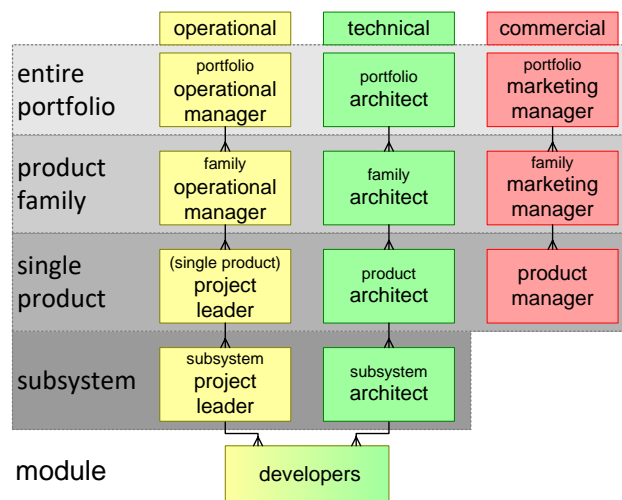 operational technical commercial
entire
portfolio
portfolio
operational
manager
portfolio
architect
portfolio
marketing
manager
product
family
family
operational
manager
family
architect
family
marketing
manager
single
product
(single product)
project
leader
product
architect
product
manager
subsystem
subsystem
project
leader
subsystem
architect
module
developers